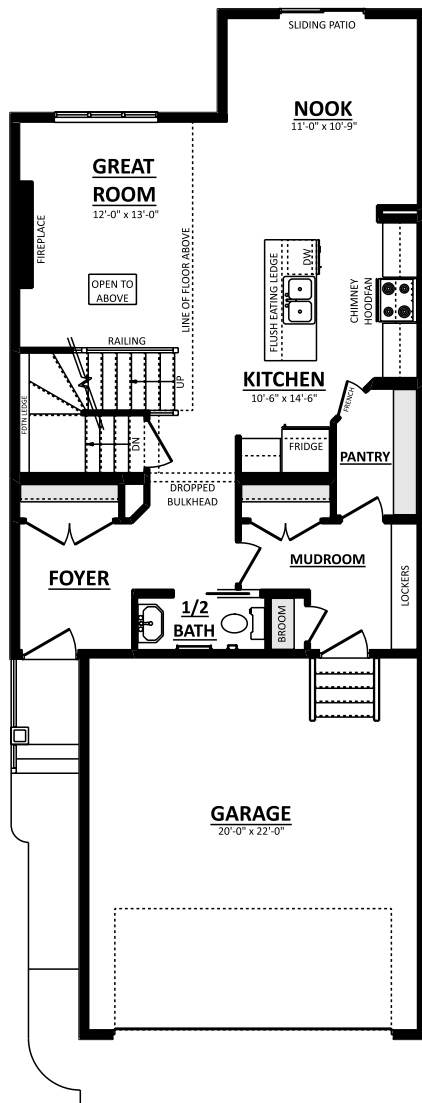 SLIDING PATIO
NOOK
11'-0" x 10'-9"
GREAT
ROOM
12'-0" x 13'-0"
FIREPLACE
LINE OF FLOOR ABOVE
OPEN TO
ABOVE
DW
FLUSH EATING LEDGE
CHIMNEY
HOODFAN
RAILING
UP
KITCHEN
10'-6" x 14'-6"
FRENCH
FDTN LEDGE
DN
FRIDGE
PANTRY
DROPPED
BULKHEAD
FOYER
MUDROOM
LOCKERS
1/2
BATH
BROOM
GARAGE
20'-0" x 22'-0"